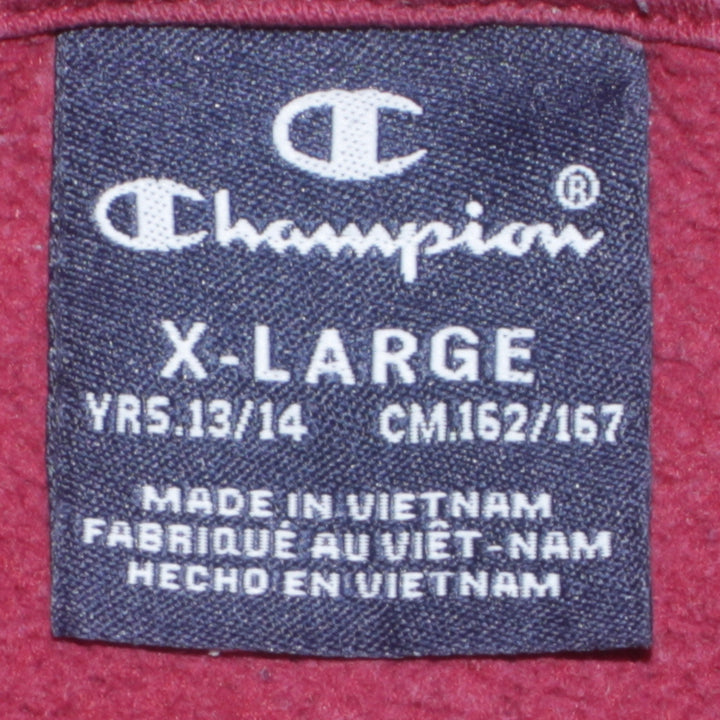 Champion®
X-LARGE
YRS.13/14 CM.162/167
MADE IN VIETNAM
FABRIQUÉ AU VIÊT-NAM
HECHO EN VIETNAM